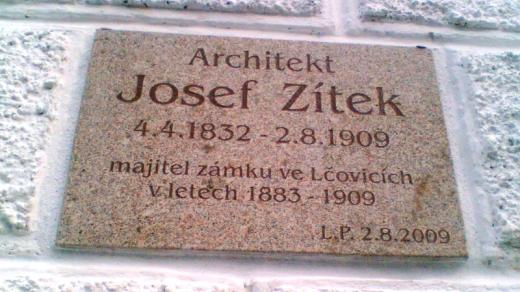 Architekt
Josef Zítek
4.4.1832 - 2.8.1909
majitel zámku ve Lčovicích
v letech 1883 - 1909
L.P. 2.8.2009